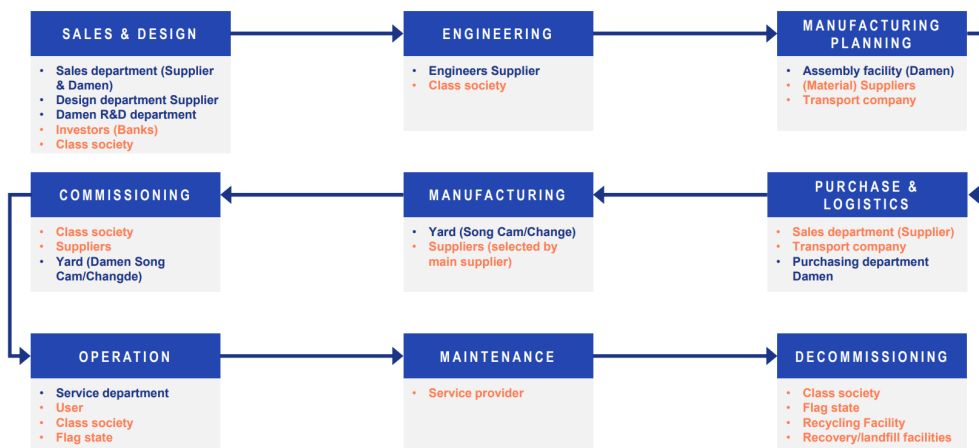 SALES & DESIGN
• Sales department (Supplier
& Damen)
• Design department Supplier
• Damen R&D department
• Investors (Banks)
• Class society
ENGINEERING
• Engineers Supplier
• Class society
MANUFACTURING
PLANNING
• Assembly facility (Damen)
• (Material) Suppliers
• Transport company
COMMISSIONING
• Class society
• Suppliers
• Yard (Damen Song
Cam/Changde)
MANUFACTURING
• Yard (Song Cam/Change)
• Suppliers (selected by
main supplier)
PURCHASE &
LOGISTICS
• Sales department (Supplier)
• Transport company
• Purchasing department
Damen
OPERATION
• Service department
• User
• Class society
• Flag state
MAINTENANCE
• Service provider
DECOMMISSIONING
• Class society
• Flag state
• Recycling Facility
• Recovery/landfill facilities